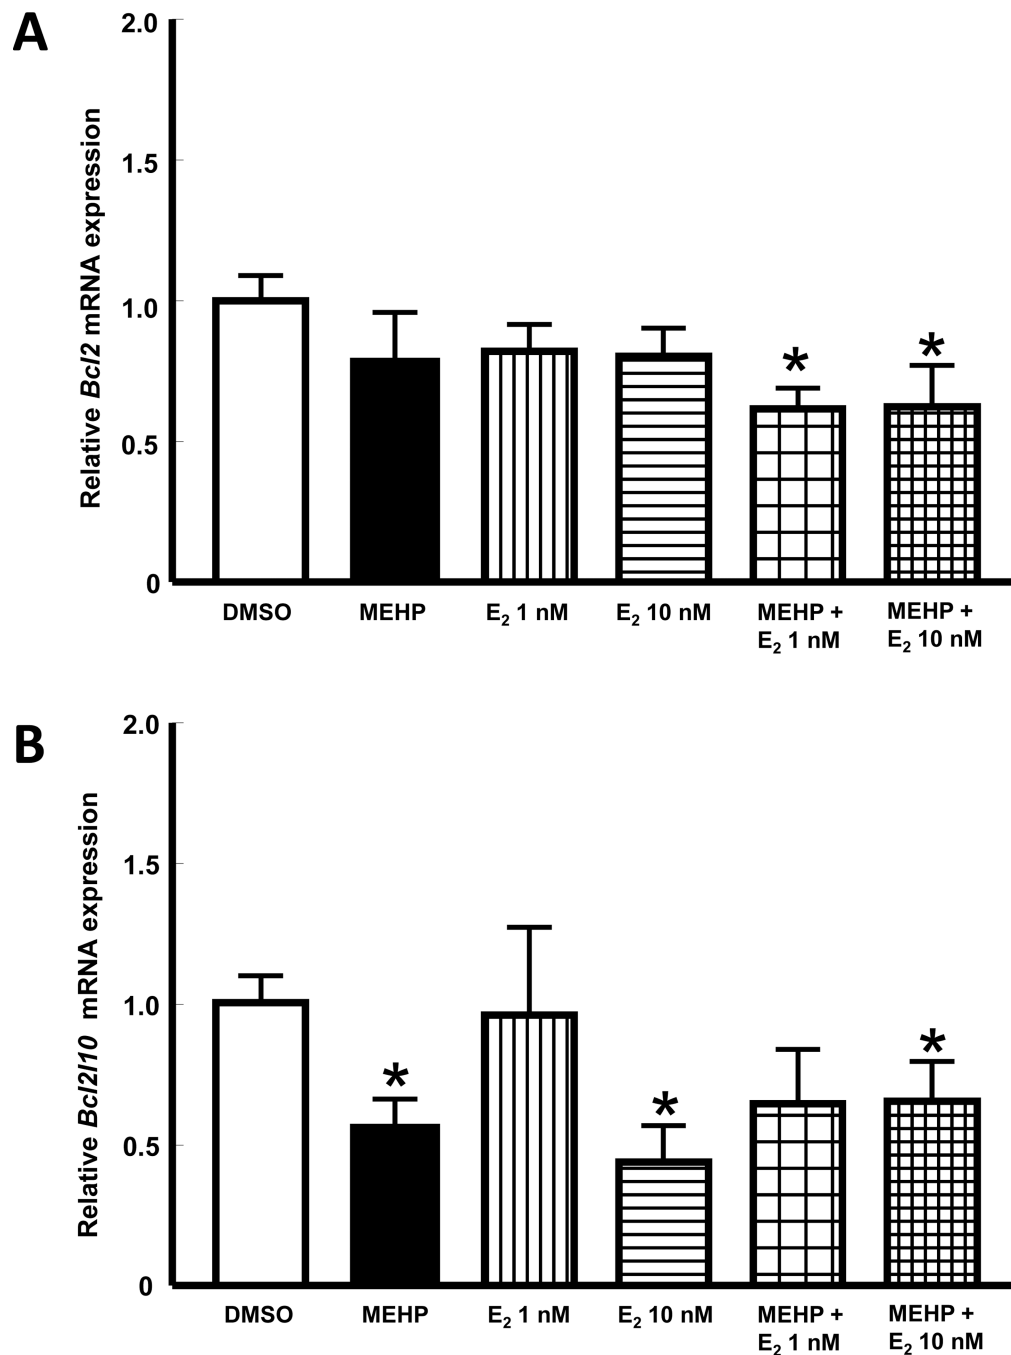 A
Relative Bcl2 mRNA expression
2.0
1.5
1.0
0.5
0
*
*
DMSO
MEHP
E₂ 1 nM
E₂ 10 nM
MEHP +
E₂ 1 nM
MEHP +
E₂ 10 nM
B
Relative Bcl2l10 mRNA expression
2.0
1.5
1.0
0.5
0
*
*
*
DMSO
MEHP
E₂ 1 nM
E₂ 10 nM
MEHP +
E₂ 1 nM
MEHP +
E₂ 10 nM